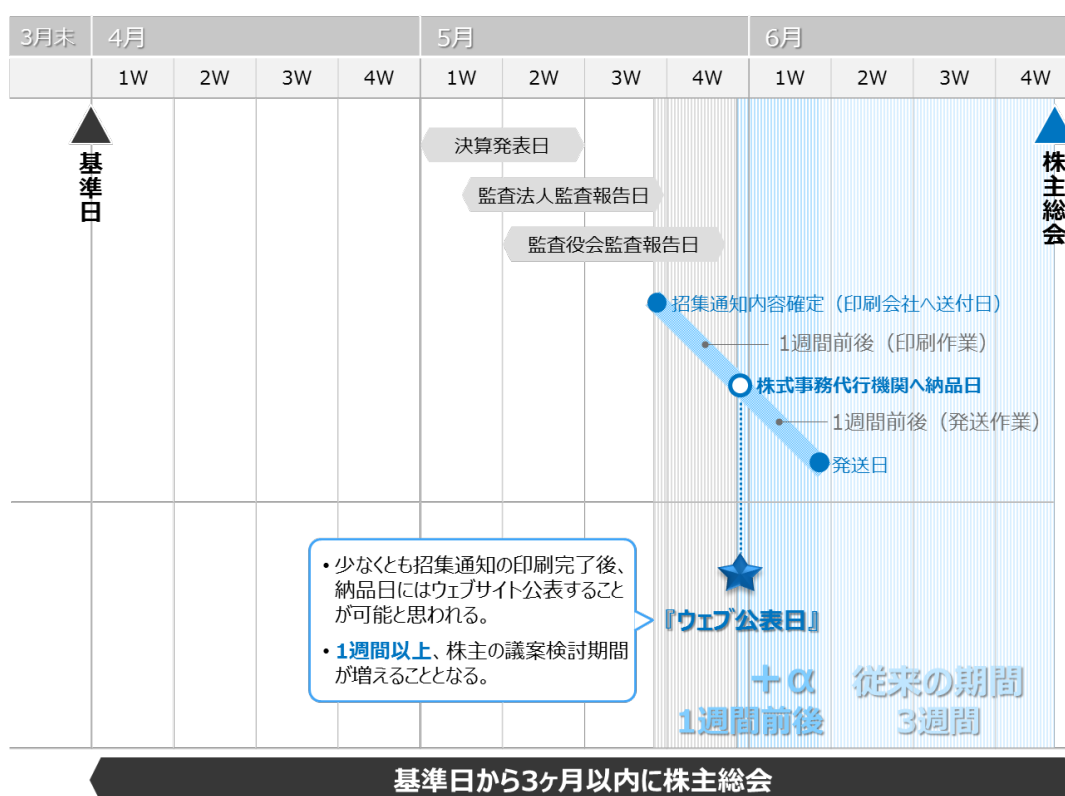 3月末 4月 5月 6月
1W 2W 3W 4W 1W 2W 3W 4W 1W 2W 3W 4W
基準日
株主総会
決算発表日
監査法人監査報告日
監査役会監査報告日
招集通知内容確定（印刷会社へ送付日）
1週間前後（印刷作業）
株式事務代行機関へ納品日
1週間前後（発送作業）
発送日
• 少なくとも招集通知の印刷完了後、
納品日にはウェブサイト公表すること
が可能と思われる。
• 1週間以上、株主の議案検討期間
が増えることとなる。
『ウェブ公表日』
＋α 従来の期間
1週間前後 3週間
基準日から3ヶ月以内に株主総会